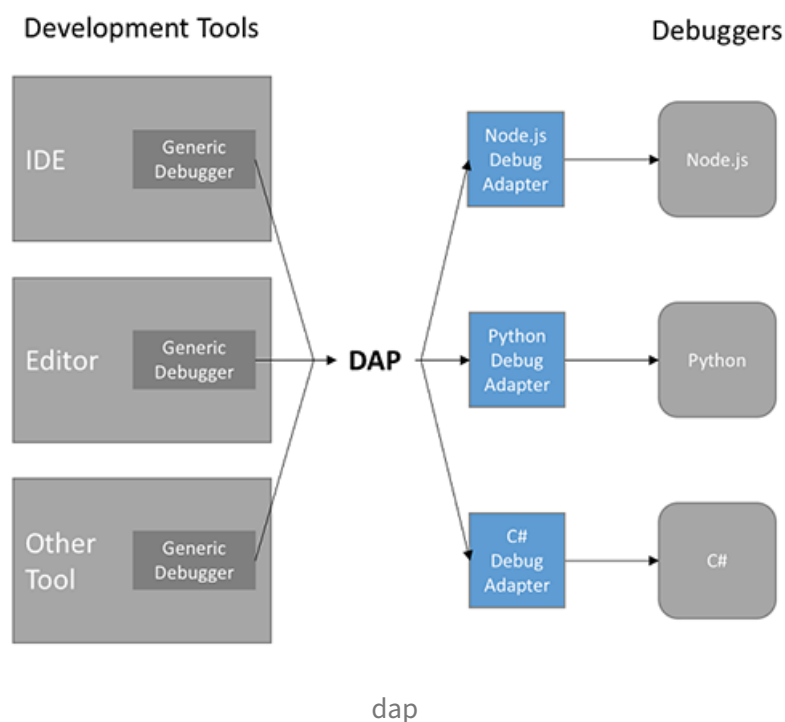 Development Tools
Debuggers
IDE
Generic
Debugger
Node.js
Debug
Adapter
Node.js
Editor
Generic
Debugger
DAP
Python
Debug
Adapter
Python
Other
Tool
Generic
Debugger
C#
Debug
Adapter
C#
dap